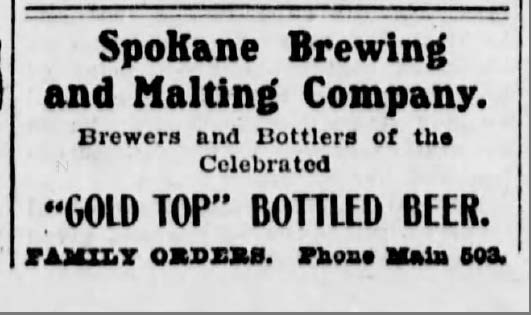 Spokane Brewing
and Malting Company.
Brewers and Bottlers of the
Celebrated
"GOLD TOP" BOTTLED BEER.
FAMILY ORDERS. Phone Main 503.